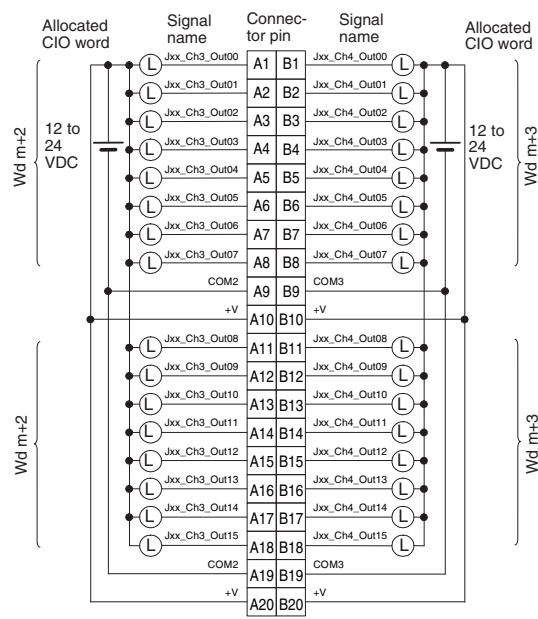 Allocated
CIO word
Signal
name
Connec-
tor pin
Signal
name
Allocated
CIO word
L Jxx_Ch3_Out00 A1 B1 Jxx_Ch4_Out00 L
L Jxx_Ch3_Out01 A2 B2 Jxx_Ch4_Out01 L
L Jxx_Ch3_Out02 A3 B3 Jxx_Ch4_Out02 L
L Jxx_Ch3_Out03 A4 B4 Jxx_Ch4_Out03 L
L Jxx_Ch3_Out04 A5 B5 Jxx_Ch4_Out04 L
L Jxx_Ch3_Out05 A6 B6 Jxx_Ch4_Out05 L
L Jxx_Ch3_Out06 A7 B7 Jxx_Ch4_Out06 L
L Jxx_Ch3_Out07 A8 B8 Jxx_Ch4_Out07 L
COM2 A9 B9 COM3
+V A10 B10 +V
L Jxx_Ch3_Out08 A11 B11 Jxx_Ch4_Out08 L
L Jxx_Ch3_Out09 A12 B12 Jxx_Ch4_Out09 L
L Jxx_Ch3_Out10 A13 B13 Jxx_Ch4_Out10 L
L Jxx_Ch3_Out11 A14 B14 Jxx_Ch4_Out11 L
L Jxx_Ch3_Out12 A15 B15 Jxx_Ch4_Out12 L
L Jxx_Ch3_Out13 A16 B16 Jxx_Ch4_Out13 L
L Jxx_Ch3_Out14 A17 B17 Jxx_Ch4_Out14 L
L Jxx_Ch3_Out15 A18 B18 Jxx_Ch4_Out15 L
COM2 A19 B19 COM3
+V A20 B20 +V
Wd m+2
12 to
24
VDC
12 to
24
VDC
Wd m+3
Wd m+2
Wd m+3